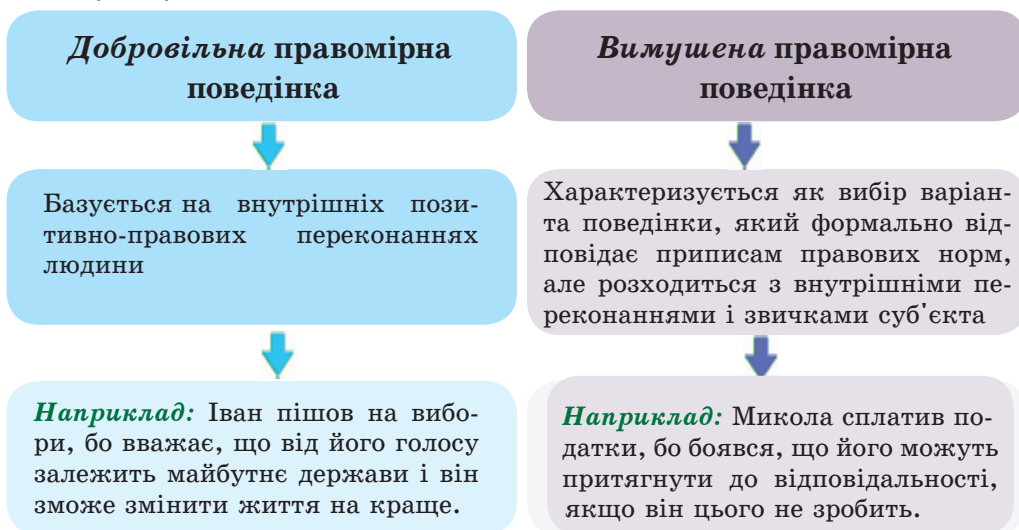 Добровільна правомірна
поведінка
Базується на внутрішніх пози-
тивно-правових переконаннях
людини
Наприклад: Іван пішов на вибо-
ри, бо вважає, що від його голосу
залежить майбутнє держави і він
зможе змінити життя на краще.
Вимушена правомірна
поведінка
Характеризується як вибір варіан-
та поведінки, який формально від-
повідає приписам правових норм,
але розходиться з внутрішніми пе-
реконаннями і звичками суб'єкта
Наприклад: Микола сплатив по-
датки, бо боявся, що його можуть
притягнути до відповідальності,
якщо він цього не зробить.